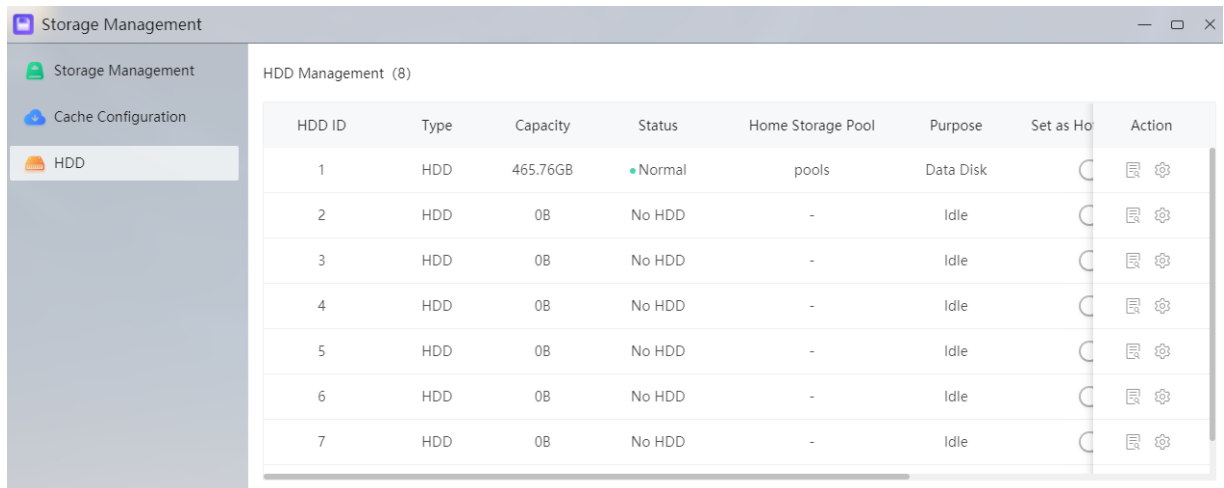 Storage Management
Storage Management
Cache Configuration
HDD
HDD Management (8)
HDD ID Type Capacity Status Home Storage Pool Purpose Set as Action
1 HDD 465.76GB Normal pools Data Disk
2 HDD 0B No HDD - Idle
3 HDD 0B No HDD - Idle
4 HDD 0B No HDD - Idle
5 HDD 0B No HDD - Idle
6 HDD 0B No HDD - Idle
7 HDD 0B No HDD - Idle